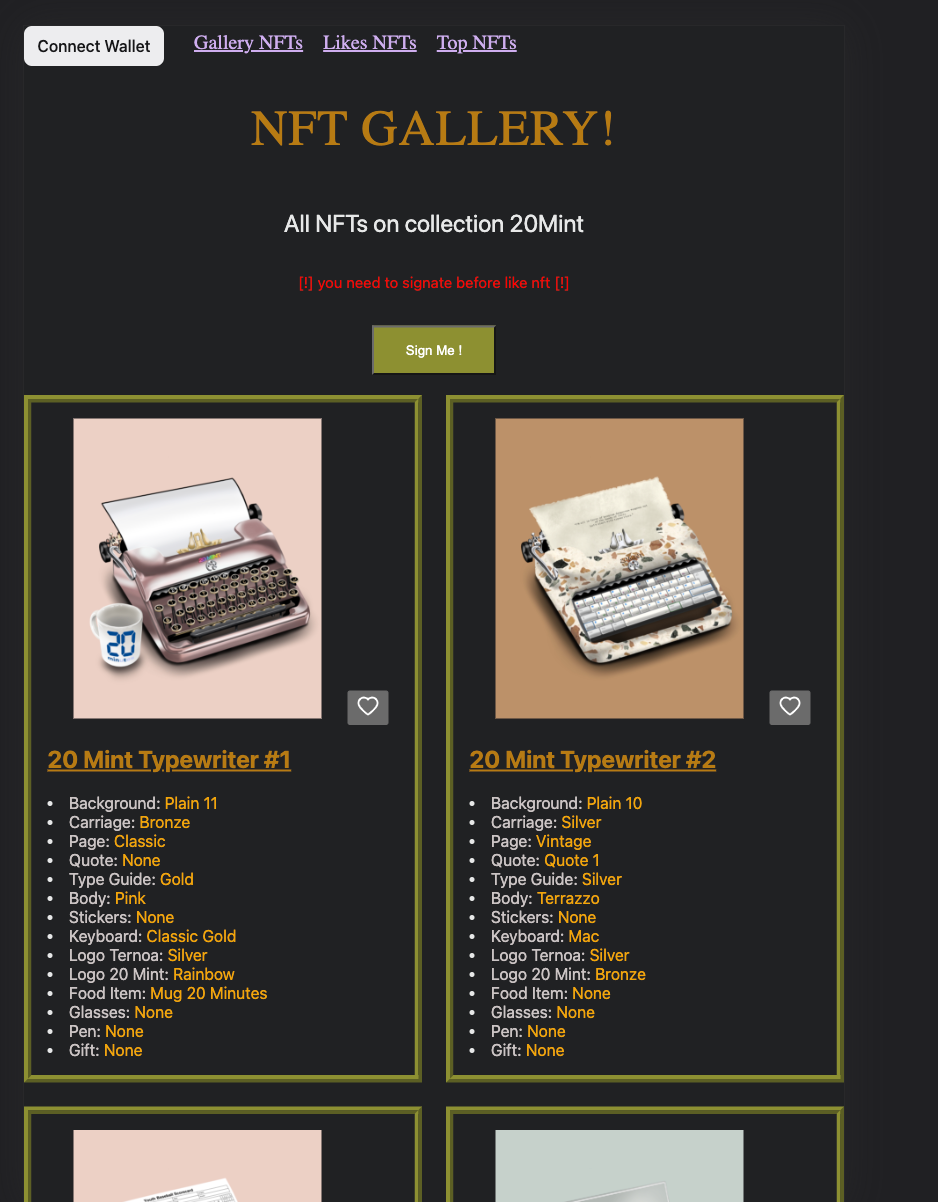 Connect Wallet
Gallery NFTs Likes NFTs Top NFTs
NFT GALLERY!
All NFTs on collection 20Mint
[!] you need to signate before like nft [!]
Sign Me !
20
20 Mint Typewriter #1
Background: Plain 11
Carriage: Bronze
Page: Classic
Quote: None
Type Guide: Gold
Body: Pink
Stickers: None
Keyboard: Classic Gold
Logo Ternoa: Silver
Logo 20 Mint: Rainbow
Food Item: Mug 20 Minutes
Glasses: None
Pen: None
Gift: None
20 Mint Typewriter #2
Background: Plain 10
Carriage: Silver
Page: Vintage
Quote: Quote 1
Type Guide: Silver
Body: Terrazzo
Stickers: None
Keyboard: Mac
Logo Ternoa: Silver
Logo 20 Mint: Bronze
Food Item: None
Glasses: None
Pen: None
Gift: None
Youth Baseball Scorecard